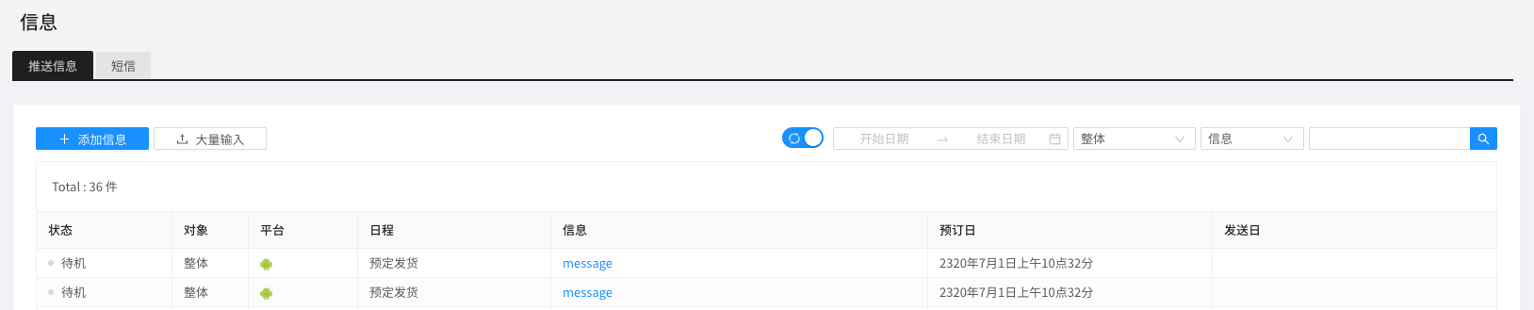 信息
推送信息 短信
添加信息 大量输入 开始日期 结束日期 整体 信息
Total : 36 件
状态 对象 平台 日程 信息 预订日 发送日
待机 整体 预定发货 message 2320年7月1日上午10点32分
待机 整体 预定发货 message 2320年7月1日上午10点32分